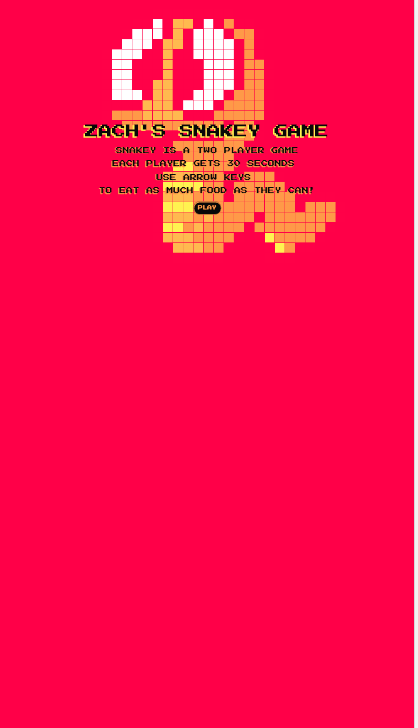 ZACH'S SNAKEY GAME
SNAKEY IS A TWO PLAYER GAME
EACH PLAYER GETS 30 SECONDS
USE ARROW KEYS
TO EAT AS MUCH FOOD AS THEY CAN!
PLAY